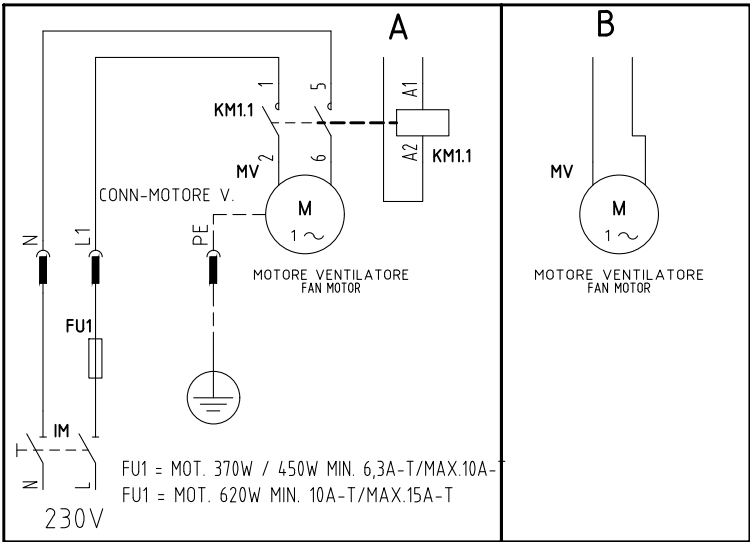 A
B
1
5
A1
KM1.1
A2
KM1.1
2
6
MV
MV
CONN-MOTORE V.
M
1 ~
M
1 ~
N
L1
PE
MOTORE VENTILATORE
FAN MOTOR
MOTORE VENTILATORE
FAN MOTOR
FU1
IM
N
L
FU1 = MOT. 370W / 450W MIN. 6,3A-T/MAX.10A-T
FU1 = MOT. 620W MIN. 10A-T/MAX.15A-T
230V